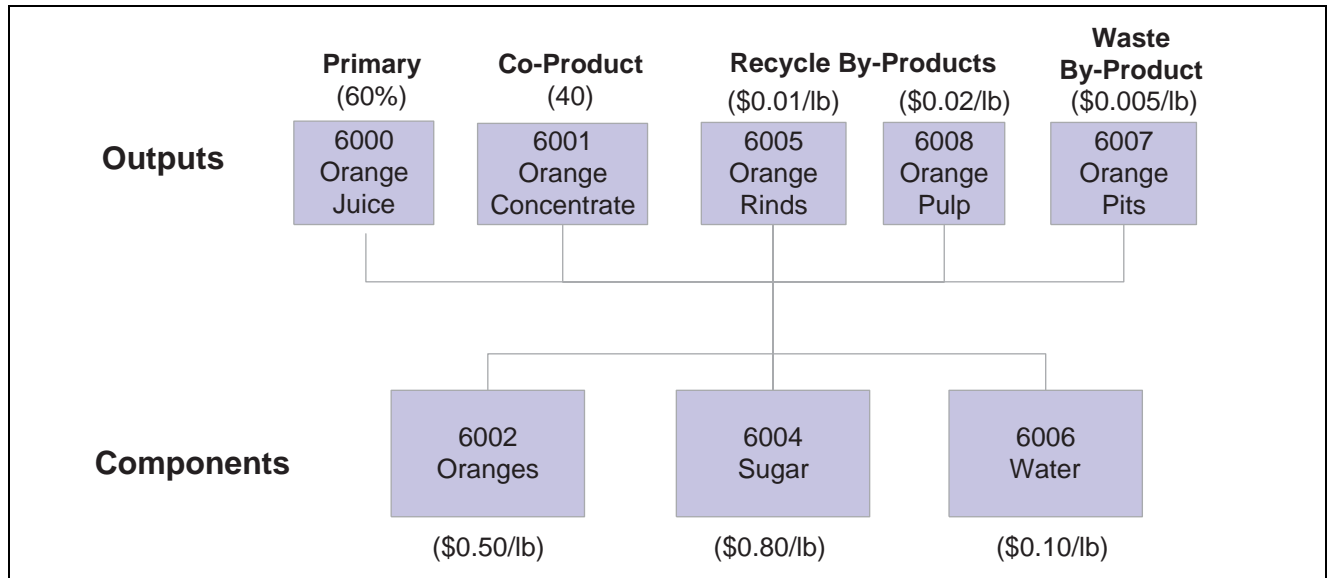 Primary
(60%)
Co-Product
(40)
Recycle By-Products
($0.01/lb) ($0.02/lb)
Waste
By-Product
($0.005/lb)
Outputs
6000
Orange
Juice
6001
Orange
Concentrate
6005
Orange
Rinds
6008
Orange
Pulp
6007
Orange
Pits
Components
6002
Oranges
6004
Sugar
6006
Water
($0.50/lb)
($0.80/lb)
($0.10/lb)